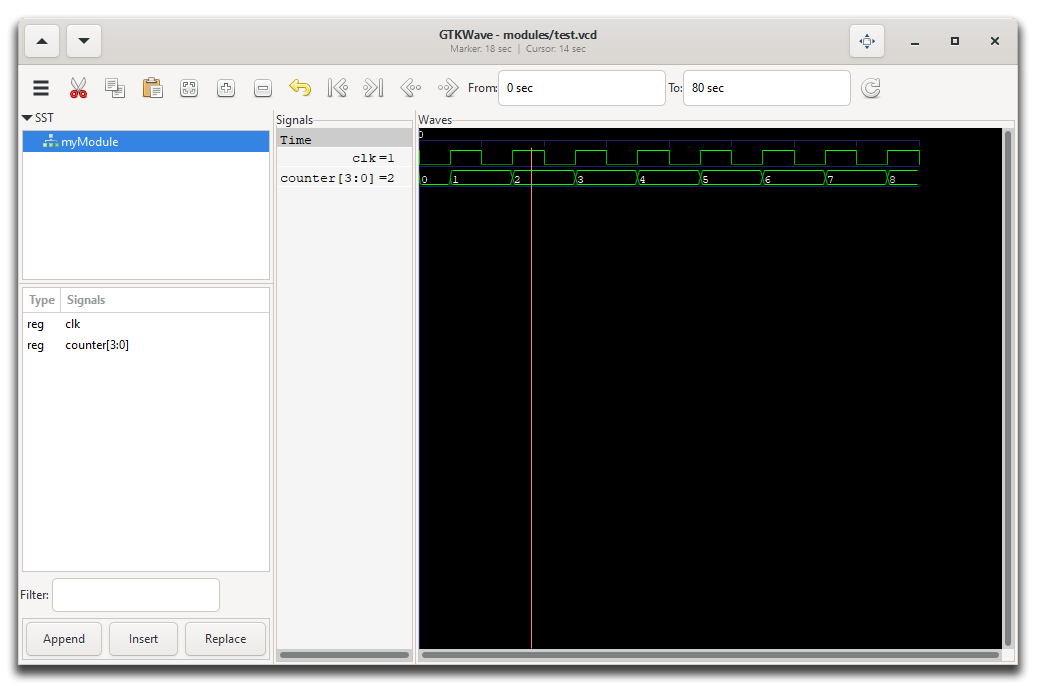 GTKWave - modules/test.vcd
Marker: 18 sec | Cursor: 14 sec
From: 0 sec To: 80 sec
SST
myModule
Type Signals
reg clk
reg counter[3:0]
Filter:
Append Insert Replace
Signals
Time
clk=1
counter[3:0]=2
Waves
0
0 1 2 3 4 5 6 7 8